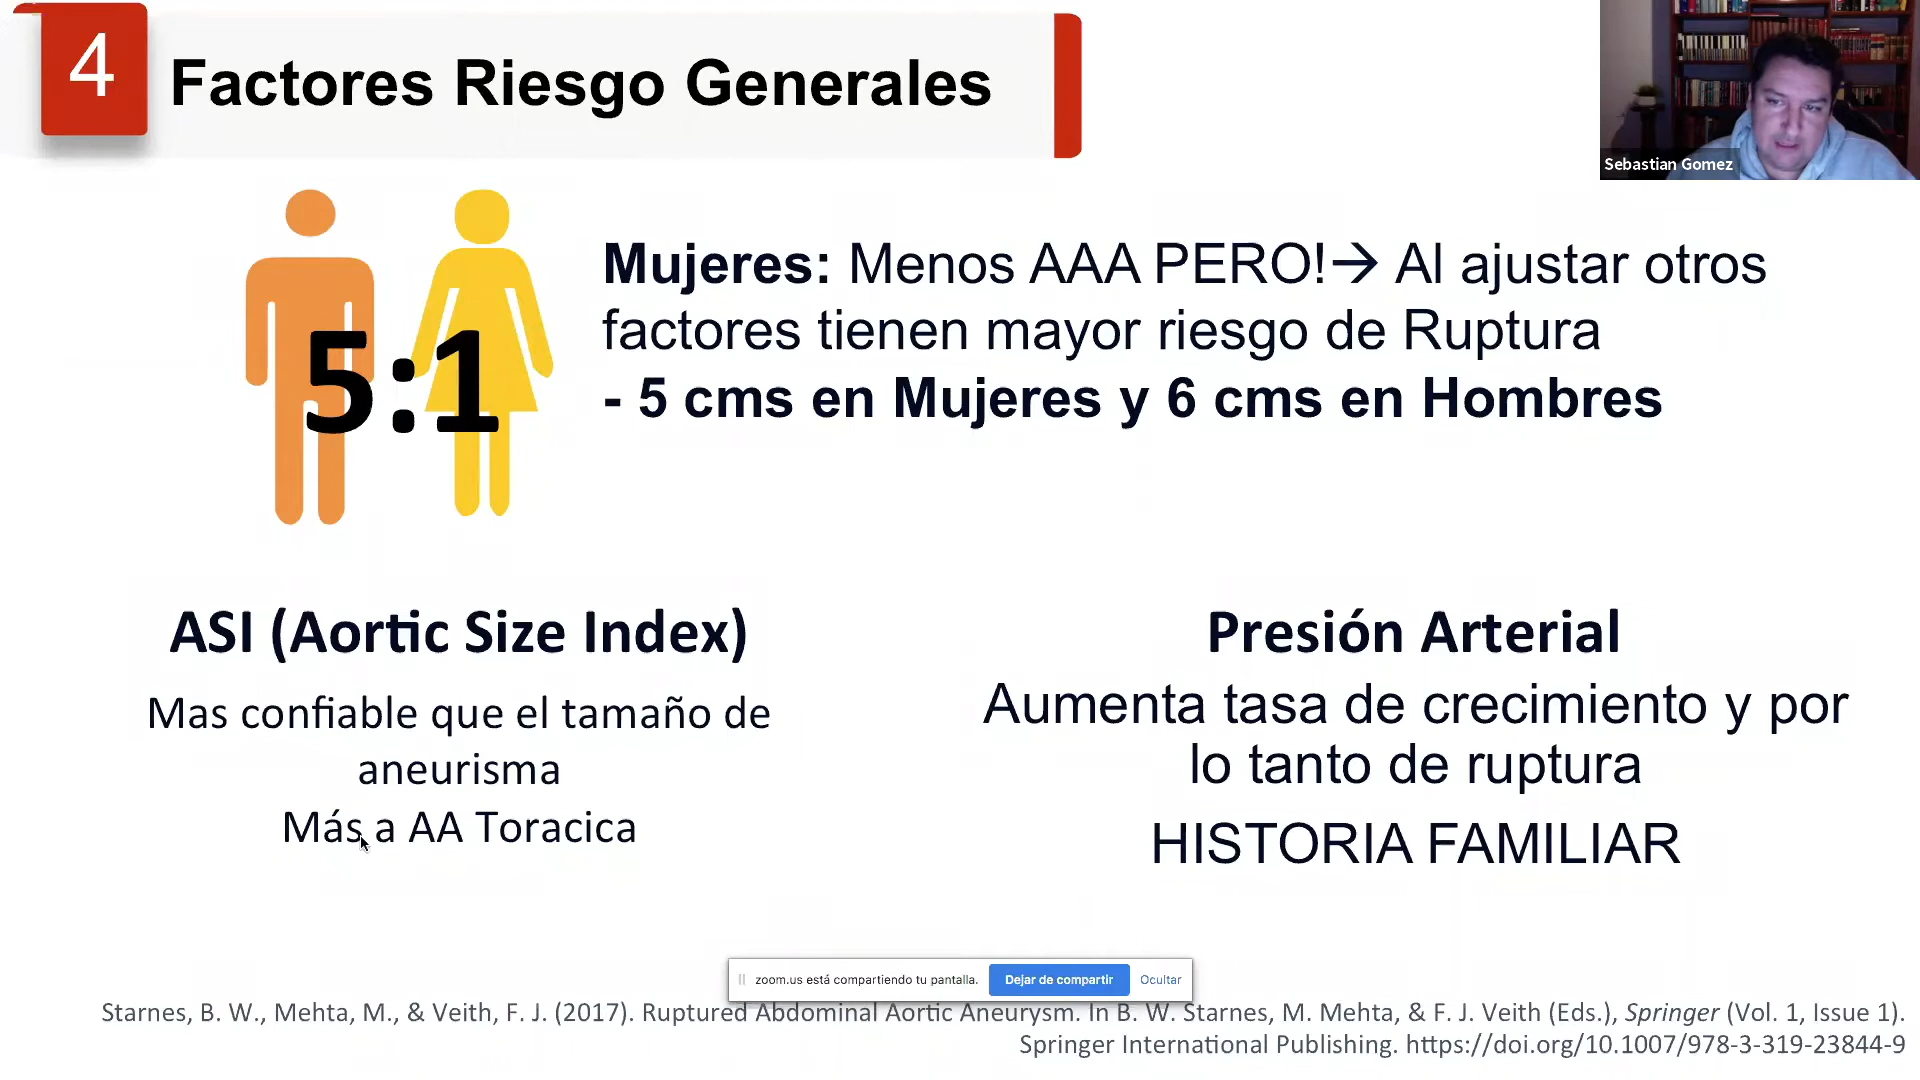 4
Factores Riesgo Generales
Sebastian Gomez
5:1
Mujeres: Menos AAA PERO!→ Al ajustar otros
factores tienen mayor riesgo de Ruptura
- 5 cms en Mujeres y 6 cms en Hombres
ASI (Aortic Size Index)
Mas confiable que el tamaño de
aneurisma
Más a AA Toracica
Presión Arterial
Aumenta tasa de crecimiento y por
lo tanto de ruptura
HISTORIA FAMILIAR
zoom.us está compartiendo tu pantalla. Dejar de compartir Ocultar
Starnes, B. W., Mehta, M., & Veith, F. J. (2017). Ruptured Abdominal Aortic Aneurysm. In B. W. Starnes, M. Mehta, & F. J. Veith (Eds.), Springer (Vol. 1, Issue 1).
Springer International Publishing. https://doi.org/10.1007/978-3-319-23844-9